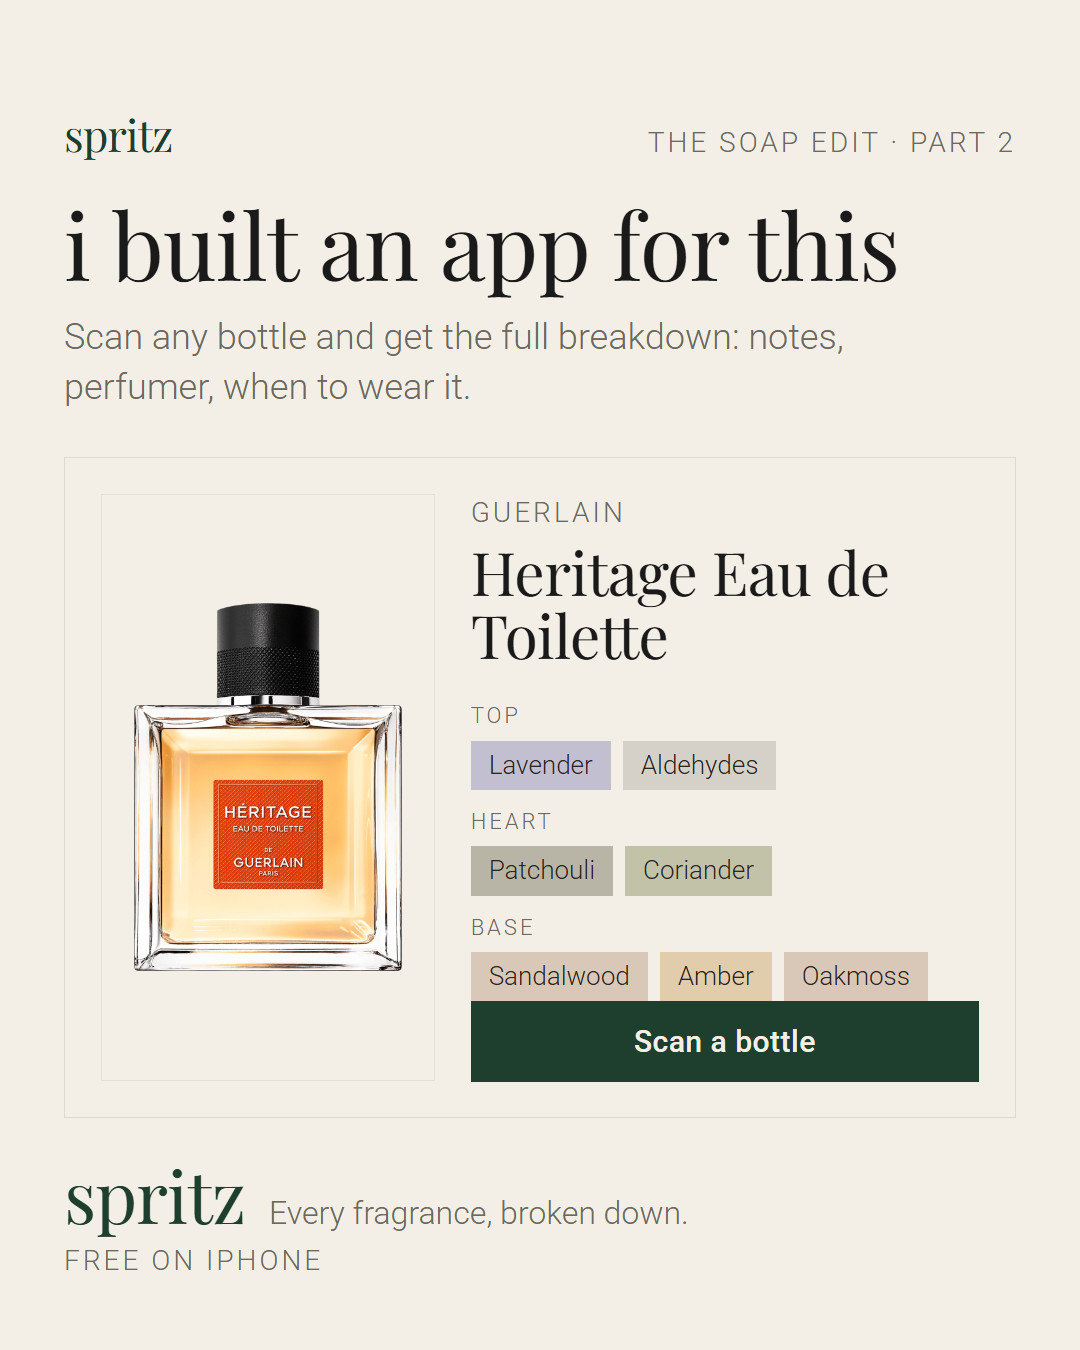 spritz
THE SOAP EDIT · PART 2
i built an app for this
Scan any bottle and get the full breakdown: notes,
perfumer, when to wear it.
GUERLAIN
Heritage Eau de
Toilette
TOP
Lavender
Aldehydes
HEART
Patchouli
Coriander
BASE
Sandalwood
Amber
Oakmoss
Scan a bottle
HÉRITAGE
EAU DE TOILETTE
DE
GUERLAIN
PARIS
spritz
Every fragrance, broken down.
FREE ON IPHONE